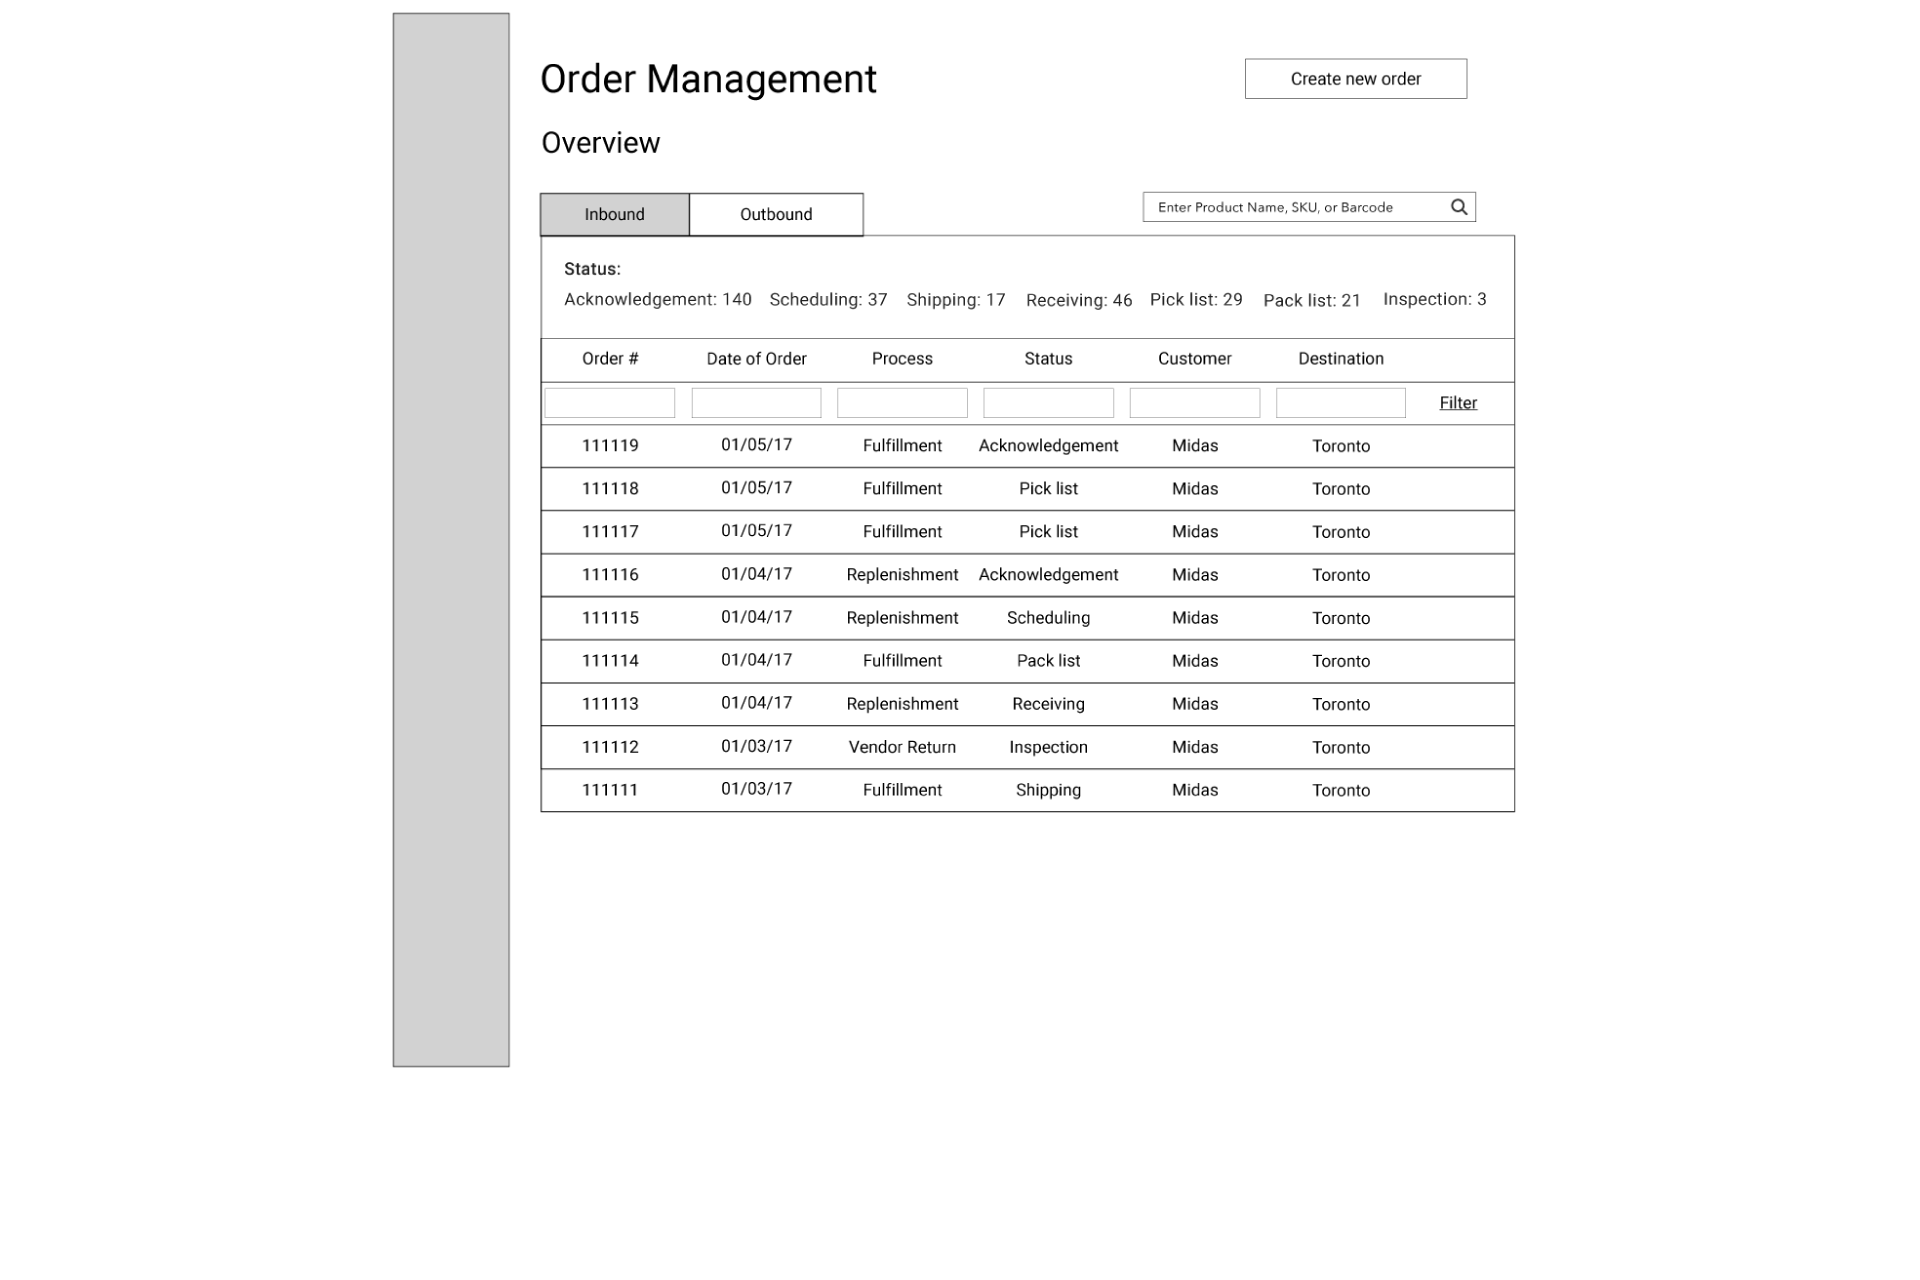 Order Management
Create new order
Overview
Inbound Outbound
Enter Product Name, SKU, or Barcode
Status:
Acknowledgement: 140 Scheduling: 37 Shipping: 17 Receiving: 46 Pick list: 29 Pack list: 21 Inspection: 3
Order # Date of Order Process Status Customer Destination
Filter
111119 01/05/17 Fulfillment Acknowledgement Midas Toronto
111118 01/05/17 Fulfillment Pick list Midas Toronto
111117 01/05/17 Fulfillment Pick list Midas Toronto
111116 01/04/17 Replenishment Acknowledgement Midas Toronto
111115 01/04/17 Replenishment Scheduling Midas Toronto
111114 01/04/17 Fulfillment Pack list Midas Toronto
111113 01/04/17 Replenishment Receiving Midas Toronto
111112 01/03/17 Vendor Return Inspection Midas Toronto
111111 01/03/17 Fulfillment Shipping Midas Toronto